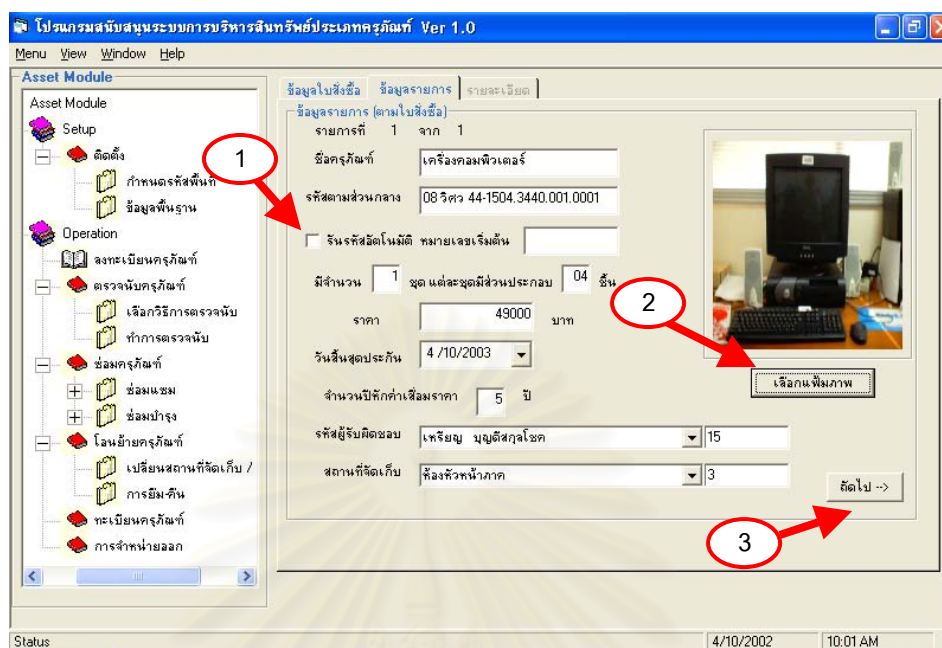 โปรแกรมสนับสนุนระบบการบริหารสินทรัพย์ประเภทครุภัณฑ์ Ver 1.0
Menu View Window Help
Asset Module
Asset Module
Setup
ติดตั้ง
กำหนดรหัสพื้นที่
ข้อมูลพื้นฐาน
Operation
ลงทะเบียนครุภัณฑ์
ตรวจนับครุภัณฑ์
เลือกวิธีการตรวจนับ
ทำการตรวจนับ
ซ่อมครุภัณฑ์
ซ่อมแซม
ซ่อมบำรุง
โอนย้ายครุภัณฑ์
เปลี่ยนสถานที่จัดเก็บ /
การยืม-คืน
ทะเบียนครุภัณฑ์
การจำหน่ายออก
ข้อมูลใบสั่งซื้อ ข้อมูลรายการ รายละเอียด
ข้อมูลรายการ (ตามใบสั่งซื้อ)
รายการที่ 1 จาก 1
ชื่อครุภัณฑ์ เครื่องคอมพิวเตอร์
รหัสตามส่วนกลาง 08 วิศว 44-1504.3440.001.0001
รันรหัสอัตโนมัติ หมายเลขเริ่มต้น
มีจำนวน 1 ชุด แต่ละชุดมีส่วนประกอบ 04 ชิ้น
ราคา 49000 บาท
วันสิ้นสุดประกัน 4 /10/2003
จำนวนปีหักค่าเสื่อมราคา 5 ปี
รหัสผู้รับผิดชอบ เหรียญ บุญดีสกุลโชค 15
สถานที่จัดเก็บ ห้องหัวหน้าภาค 3
เลือกแฟ้มภาพ
ถัดไป -->
1
2
3
Status 4/10/2002 10:01 AM